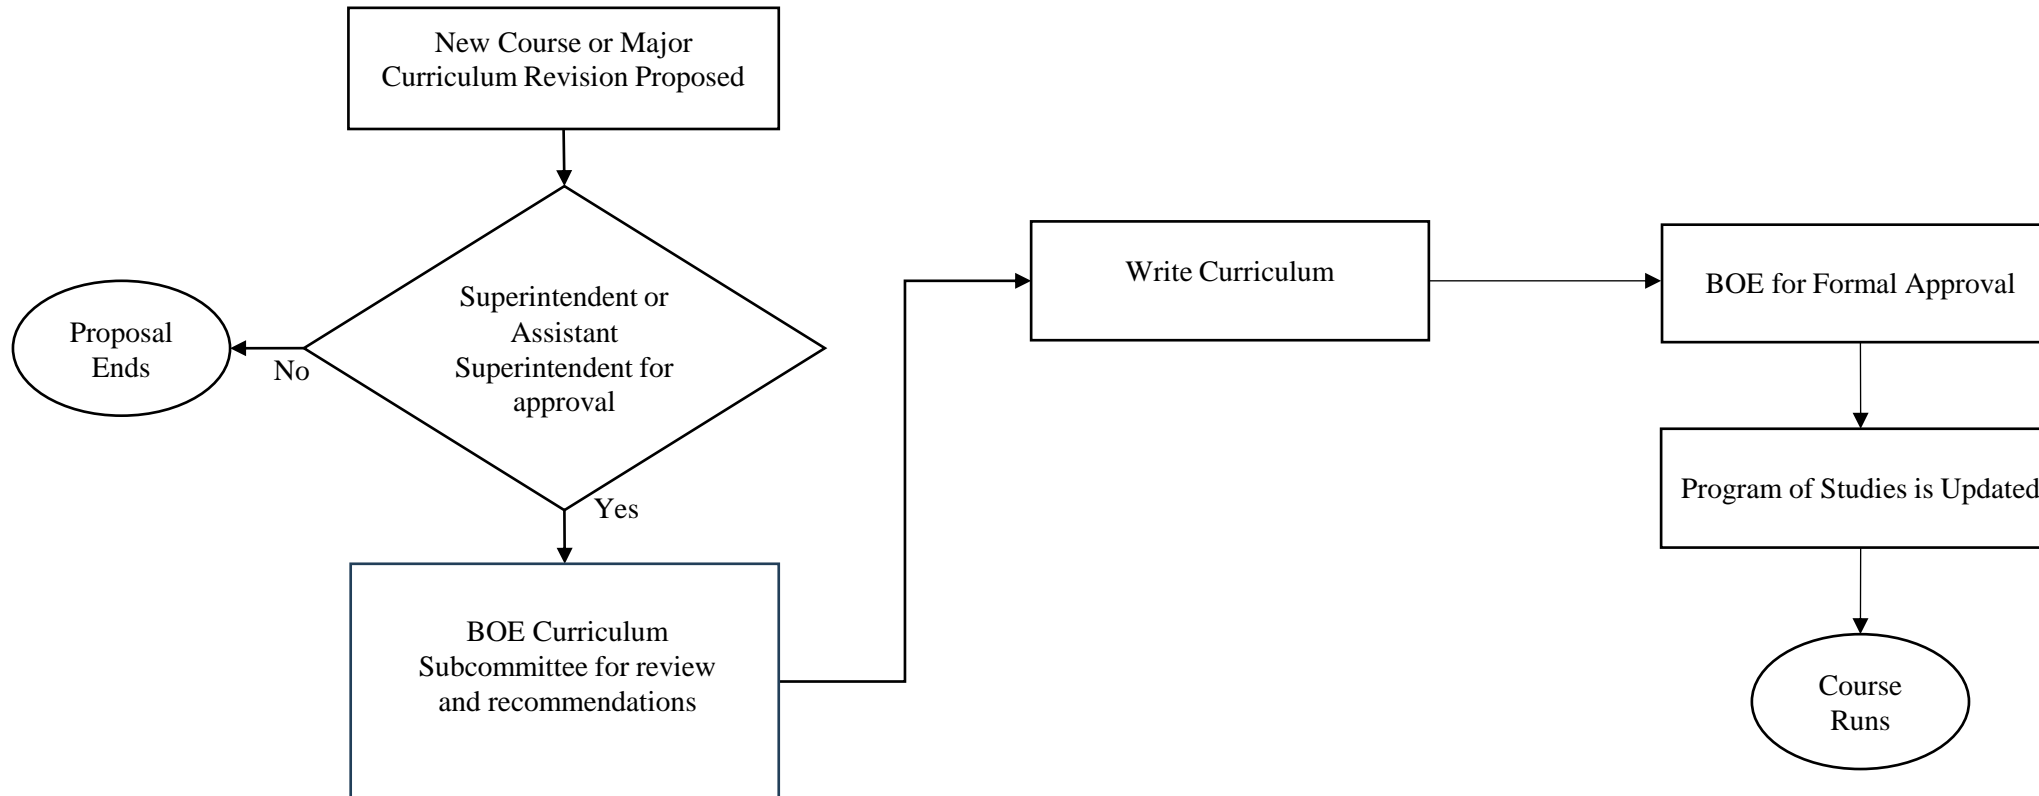 New Course or Major
Curriculum Revision Proposed
Superintendent or
Assistant
Superintendent for
approval
No
Proposal
Ends
Yes
BOE Curriculum
Subcommittee for review
and recommendations
Write Curriculum
BOE for Formal Approval
Program of Studies is Updated
Course
Runs